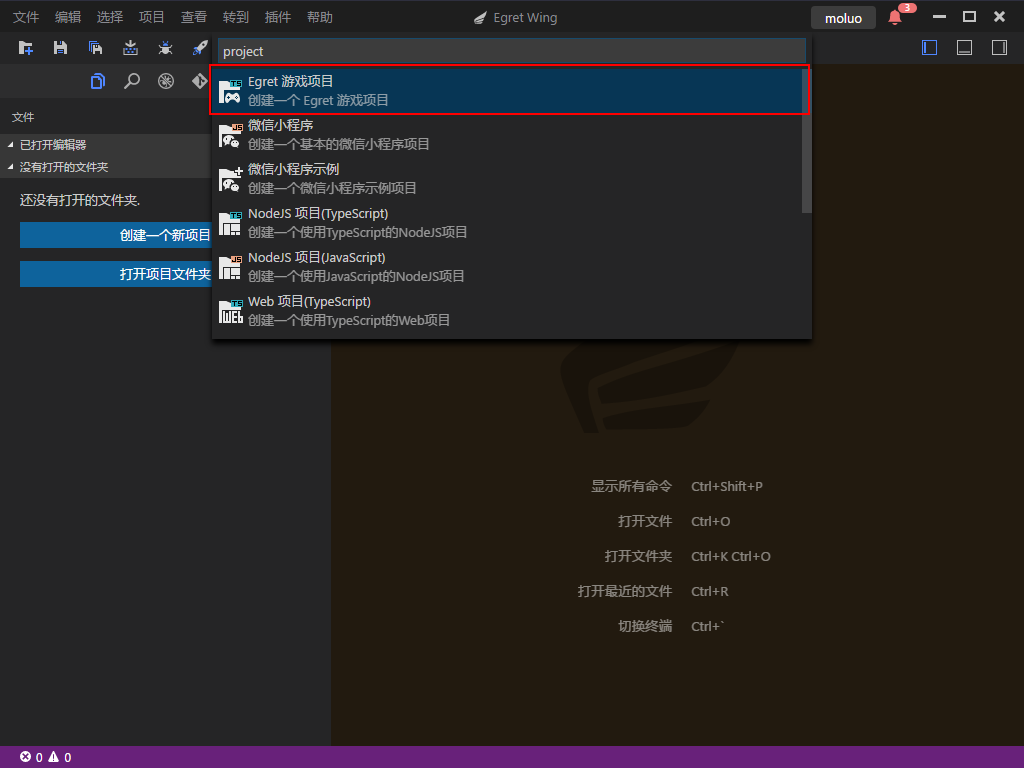 文件 编辑 选择 项目 查看 转到 插件 帮助 Egret Wing moluo 3
project
文件
已打开编辑器
没有打开的文件夹
还没有打开的文件夹.
创建一个新项目
打开项目文件夹
TS Egret 游戏项目
创建一个 Egret 游戏项目
JS 微信小程序
创建一个基本的微信小程序项目
微信小程序示例
创建一个微信小程序示例项目
TS NodeJS 项目(TypeScript)
创建一个使用TypeScript的NodeJS项目
JS NodeJS 项目(JavaScript)
创建一个使用JavaScript的NodeJS项目
TS WEB Web 项目(TypeScript)
创建一个使用TypeScript的Web项目
显示所有命令 Ctrl+Shift+P
打开文件 Ctrl+O
打开文件夹 Ctrl+K Ctrl+O
打开最近的文件 Ctrl+R
切换终端 Ctrl+`
0 0